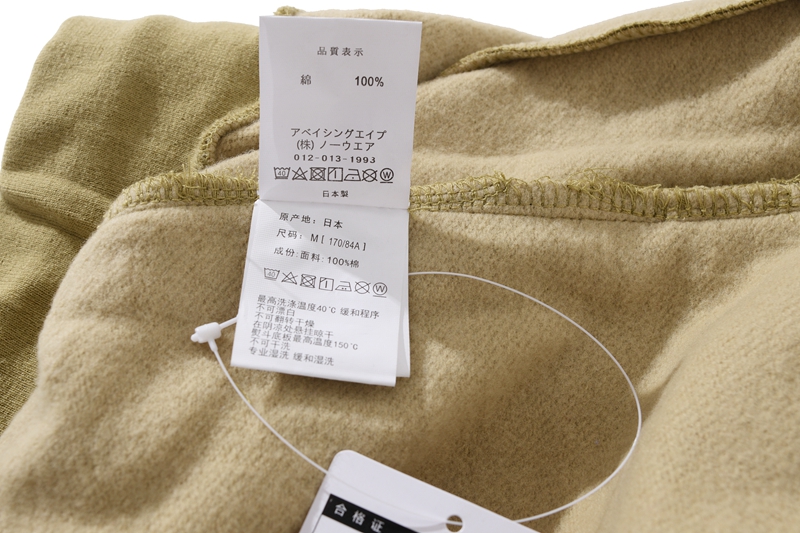 品質表示
綿 100%
アベイシングエイプ
(株) ノーウエア
012-013-1993
40 W
日本製
原产地: 日本
尺码: M [170/84A]
成份:面料: 100%棉
40 W
最高洗涤温度40℃ 缓和程序
不可漂白
不可翻转干燥
在阴凉处悬挂晾干
熨斗底板最高温度150℃
不可干洗
专业湿洗 缓和湿洗
合格证